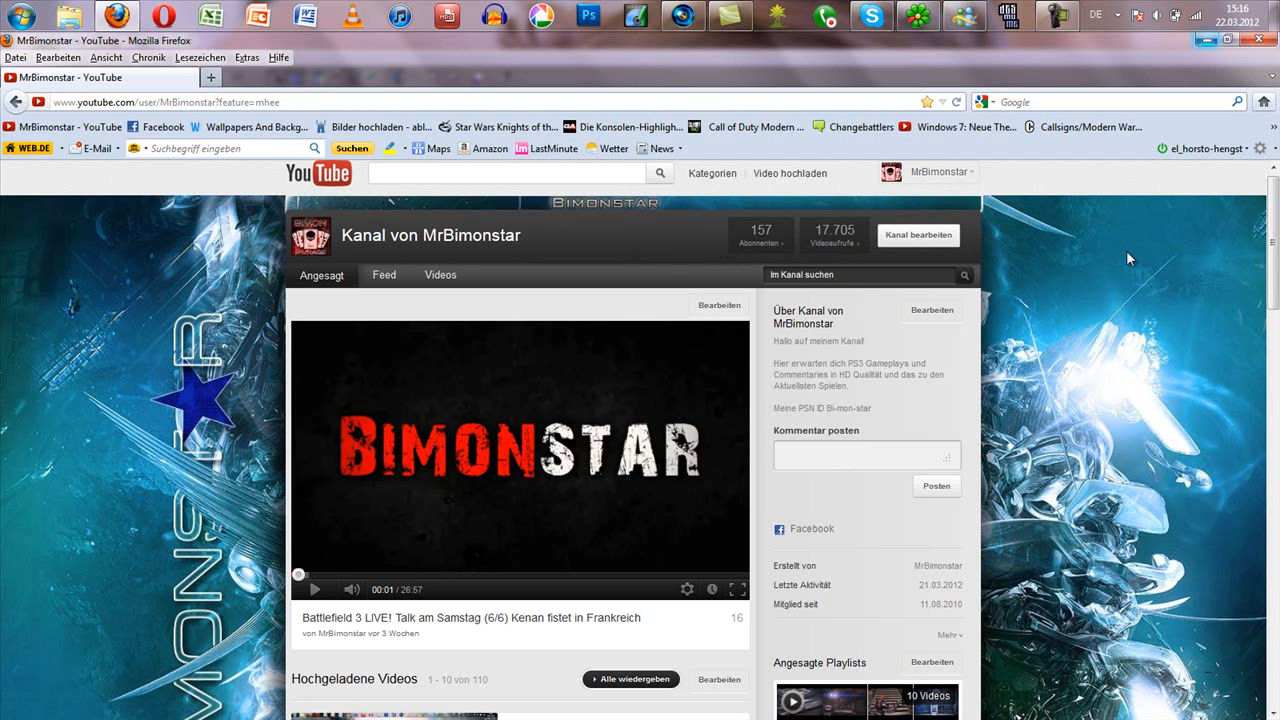 DE
15:16
22.03.2012
MrBimonstar - YouTube - Mozilla Firefox
Datei Bearbeiten Ansicht Chronik Lesezeichen Extras Hilfe
MrBimonstar - YouTube
www.youtube.com/user/MrBimonstar?feature=mhee
Google
MrBimonstar - YouTube Facebook Wallpapers And Backg... Bilder hochladen - abl... Star Wars Knights of th... Die Konsolen-Highligh... Call of Duty Modern ... Changebattlers Windows 7: Neue The... Callsigns/Modern War...
WEB.DE E-Mail Suchbegriff eingeben Suchen Maps Amazon LastMinute Wetter News el_horsto-hengst
YouTube Kategorien Video hochladen MrBimonstar
BIMONSTAR
Kanal von MrBimonstar
157
Abonnenten
17.705
Videoaufrufe
Kanal bearbeiten
Angesagt Feed Videos Im Kanal suchen
Bearbeiten
BIMONSTAR
00:01 / 26:57
Battlefield 3 LIVE! Talk am Samstag (6/6) Kenan fistet in Frankreich 16
von MrBimonstar vor 3 Wochen
Hochgeladene Videos 1 - 10 von 110 Alle wiedergeben Bearbeiten
Über Kanal von
MrBimonstar
Bearbeiten
Hallo auf meinem Kanal!
Hier erwarten dich PS3 Gameplays und
Commentaries in HD Qualität und das zu den
Aktuellsten Spielen.
Meine PSN ID Bi-mon-star
Kommentar posten
Posten
Facebook
Erstellt von MrBimonstar
Letzte Aktivität 21.03.2012
Mitglied seit 11.08.2010
Mehr
Angesagte Playlists Bearbeiten
10 Videos